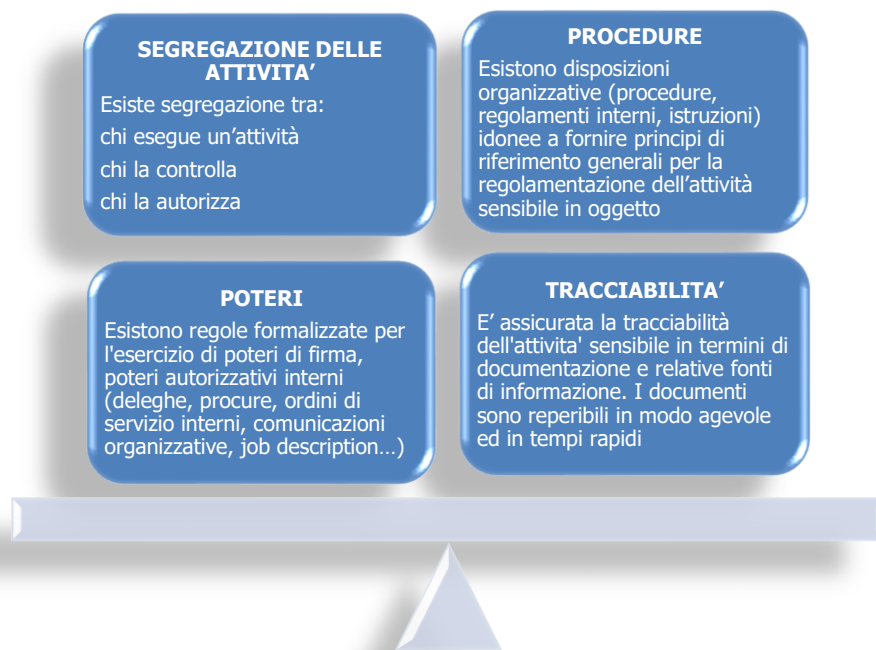 SEGREGAZIONE DELLE
ATTIVITA’
Esiste segregazione tra:
chi esegue un’attività
chi la controlla
chi la autorizza
PROCEDURE
Esistono disposizioni
organizzative (procedure,
regolamenti interni, istruzioni)
idonee a fornire principi di
riferimento generali per la
regolamentazione dell’attività
sensibile in oggetto
POTERI
Esistono regole formalizzate per
l'esercizio di poteri di firma,
poteri autorizzativi interni
(deleghe, procure, ordini di
servizio interni, comunicazioni
organizzative, job description…)
TRACCIABILITA’
E’ assicurata la tracciabilità
dell'attivita' sensibile in termini di
documentazione e relative fonti
di informazione. I documenti
sono reperibili in modo agevole
ed in tempi rapidi